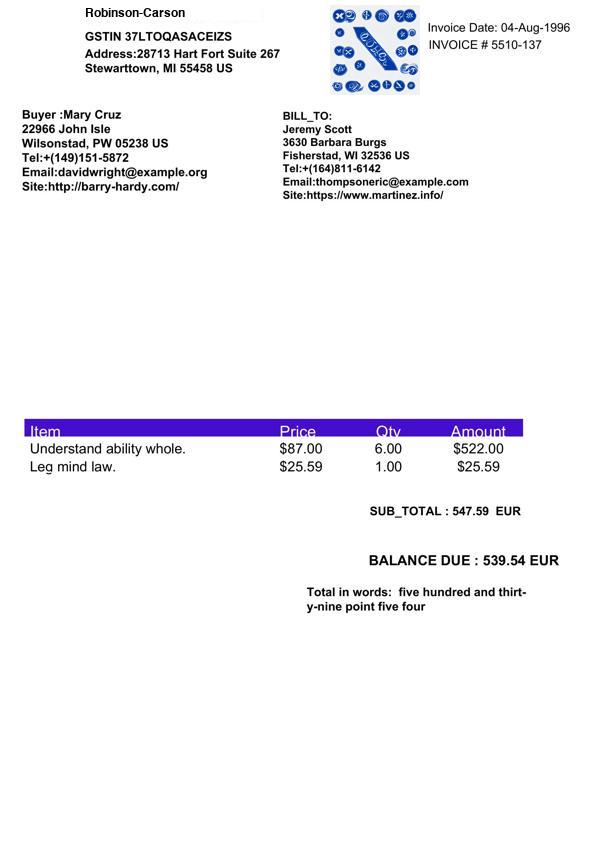 Robinson-Carson
GSTIN 37LTOQASACEIZS
Address:28713 Hart Fort Suite 267
Stewarttown, MI 55458 US
Invoice Date: 04-Aug-1996
INVOICE # 5510-137
Buyer :Mary Cruz
22966 John Isle
Wilsonstad, PW 05238 US
Tel:+(149)151-5872
Email:davidwright@example.org
Site:http://barry-hardy.com/
BILL_TO:
Jeremy Scott
3630 Barbara Burgs
Fisherstad, WI 32536 US
Tel:+(164)811-6142
Email:thompsoneric@example.com
Site:https://www.martinez.info/
Item Price Qty Amount
Understand ability whole. $87.00 6.00 $522.00
Leg mind law. $25.59 1.00 $25.59
SUB_TOTAL : 547.59 EUR
BALANCE DUE : 539.54 EUR
Total in words: five hundred and thirt-
y-nine point five four